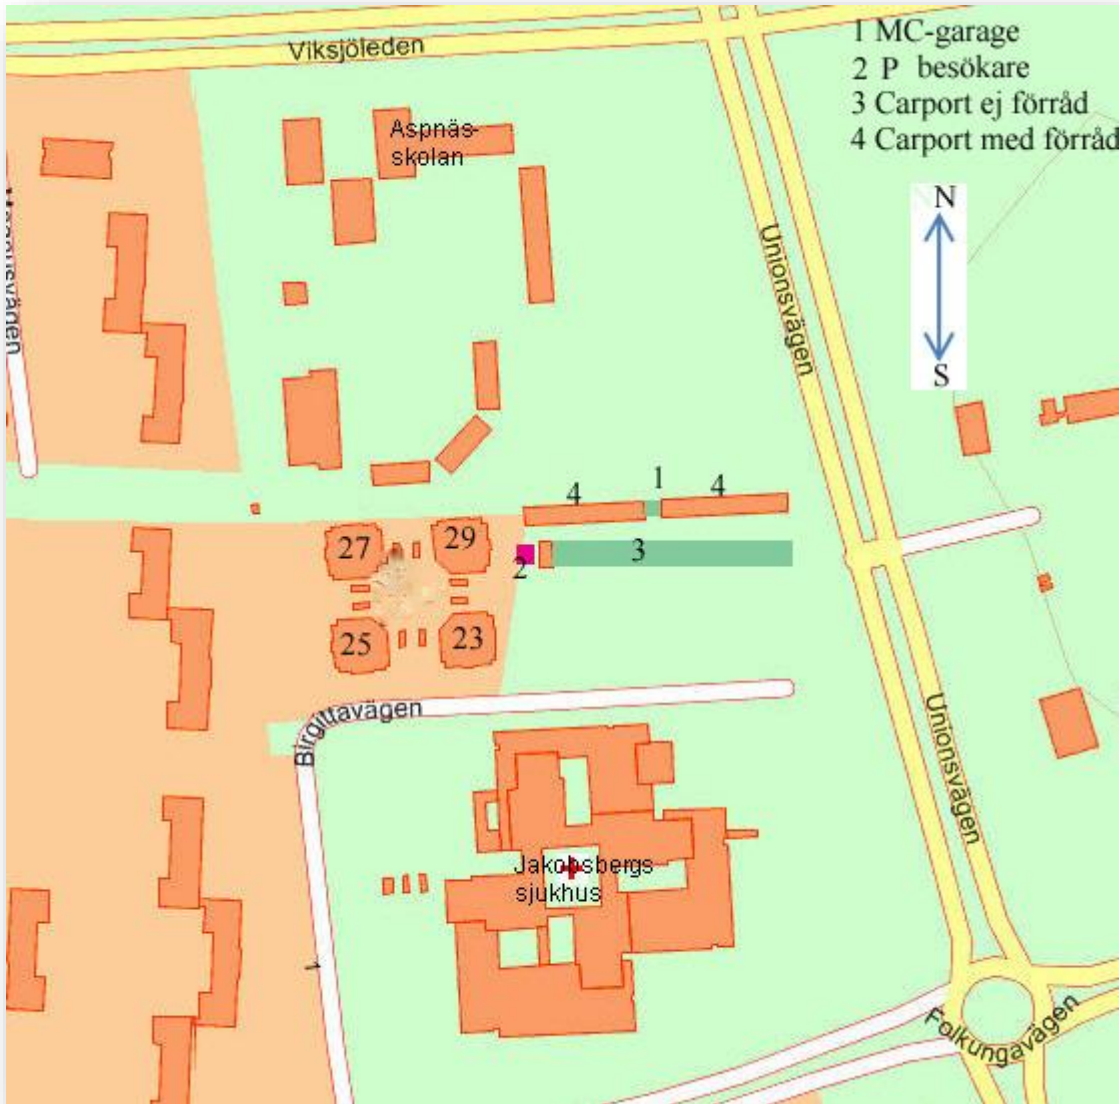 Viksjöleden
1 MC-garage
2 P besökare
3 Carport ej förråd
4 Carport med förråd
Aspnäs-
skolan
N
S
Unionsvägen
4
1
4
3
2
27
29
25
23
Birgittavägen
Unionsvägen
Jakobsbergs
sjukhus
1
Folkungavägen